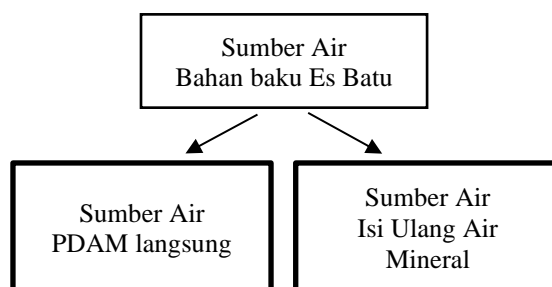 Sumber Air
Bahan baku Es Batu
Sumber Air
PDAM langsung
Sumber Air
Isi Ulang Air
Mineral